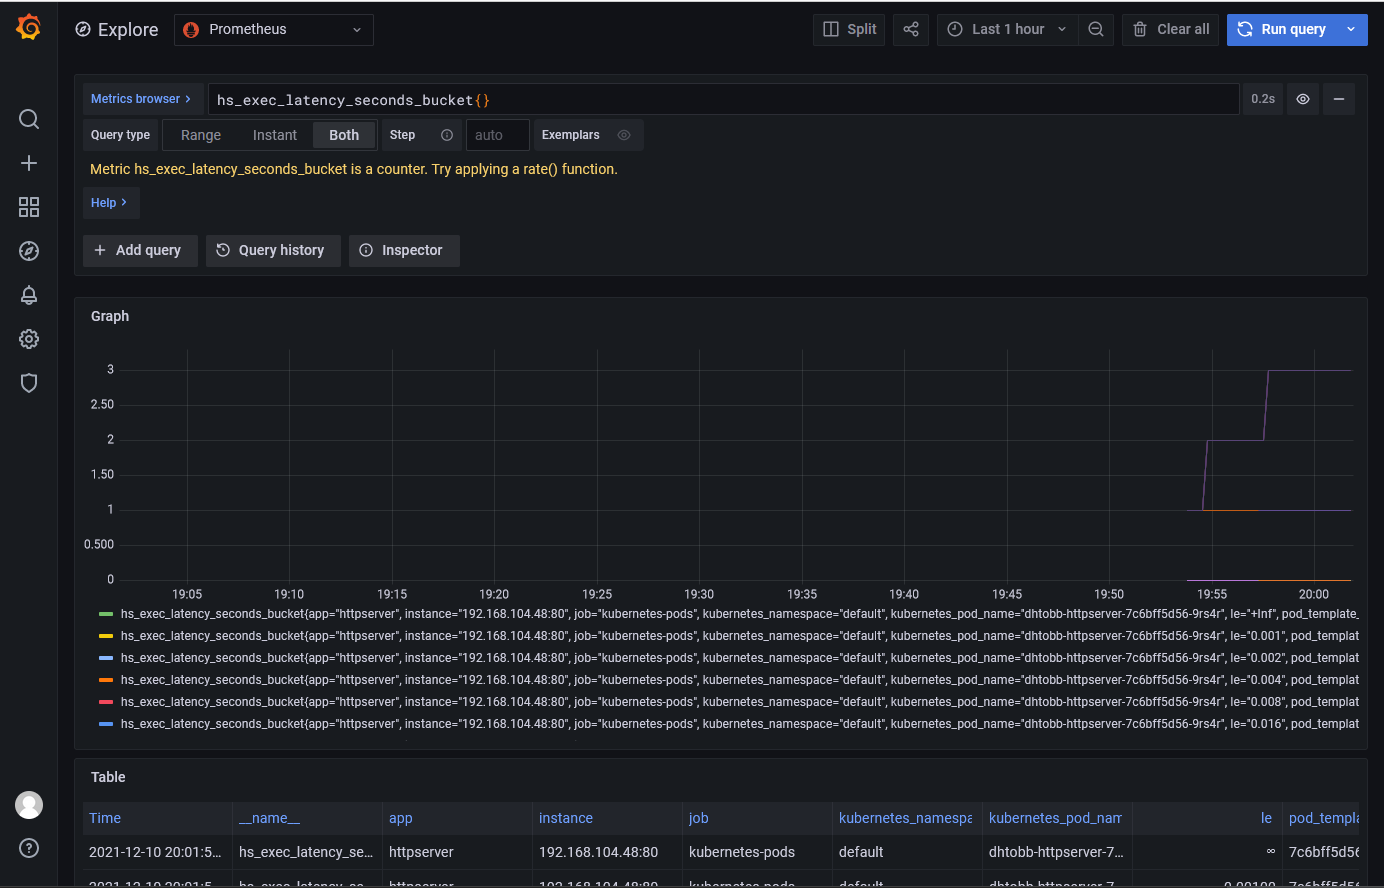 Explore Prometheus Split Last 1 hour Clear all Run query
Metrics browser > hs_exec_latency_seconds_bucket{} 0.2s
Query type Range Instant Both Step auto Exemplars
Metric hs_exec_latency_seconds_bucket is a counter. Try applying a rate() function.
Help >
+ Add query Query history Inspector
Graph
3
2.50
2
1.50
1
0.500
0
19:05 19:10 19:15 19:20 19:25 19:30 19:35 19:40 19:45 19:50 19:55 20:00
hs_exec_latency_seconds_bucket{app="httpserver", instance="192.168.104.48:80", job="kubernetes-pods", kubernetes_namespace="default", kubernetes_pod_name="dhtobb-httpserver-7c6bff5d56-9rs4r", le="+Inf", pod_template_
hs_exec_latency_seconds_bucket{app="httpserver", instance="192.168.104.48:80", job="kubernetes-pods", kubernetes_namespace="default", kubernetes_pod_name="dhtobb-httpserver-7c6bff5d56-9rs4r", le="0.001", pod_templat
hs_exec_latency_seconds_bucket{app="httpserver", instance="192.168.104.48:80", job="kubernetes-pods", kubernetes_namespace="default", kubernetes_pod_name="dhtobb-httpserver-7c6bff5d56-9rs4r", le="0.002", pod_templat
hs_exec_latency_seconds_bucket{app="httpserver", instance="192.168.104.48:80", job="kubernetes-pods", kubernetes_namespace="default", kubernetes_pod_name="dhtobb-httpserver-7c6bff5d56-9rs4r", le="0.004", pod_templat
hs_exec_latency_seconds_bucket{app="httpserver", instance="192.168.104.48:80", job="kubernetes-pods", kubernetes_namespace="default", kubernetes_pod_name="dhtobb-httpserver-7c6bff5d56-9rs4r", le="0.008", pod_templat
hs_exec_latency_seconds_bucket{app="httpserver", instance="192.168.104.48:80", job="kubernetes-pods", kubernetes_namespace="default", kubernetes_pod_name="dhtobb-httpserver-7c6bff5d56-9rs4r", le="0.016", pod_templat
Table
Time __name__ app instance job kubernetes_namespa kubernetes_pod_nam le pod_templa
2021-12-10 20:01:5... hs_exec_latency_se... httpserver 192.168.104.48:80 kubernetes-pods default dhtobb-httpserver-7... ∞ 7c6bff5d56